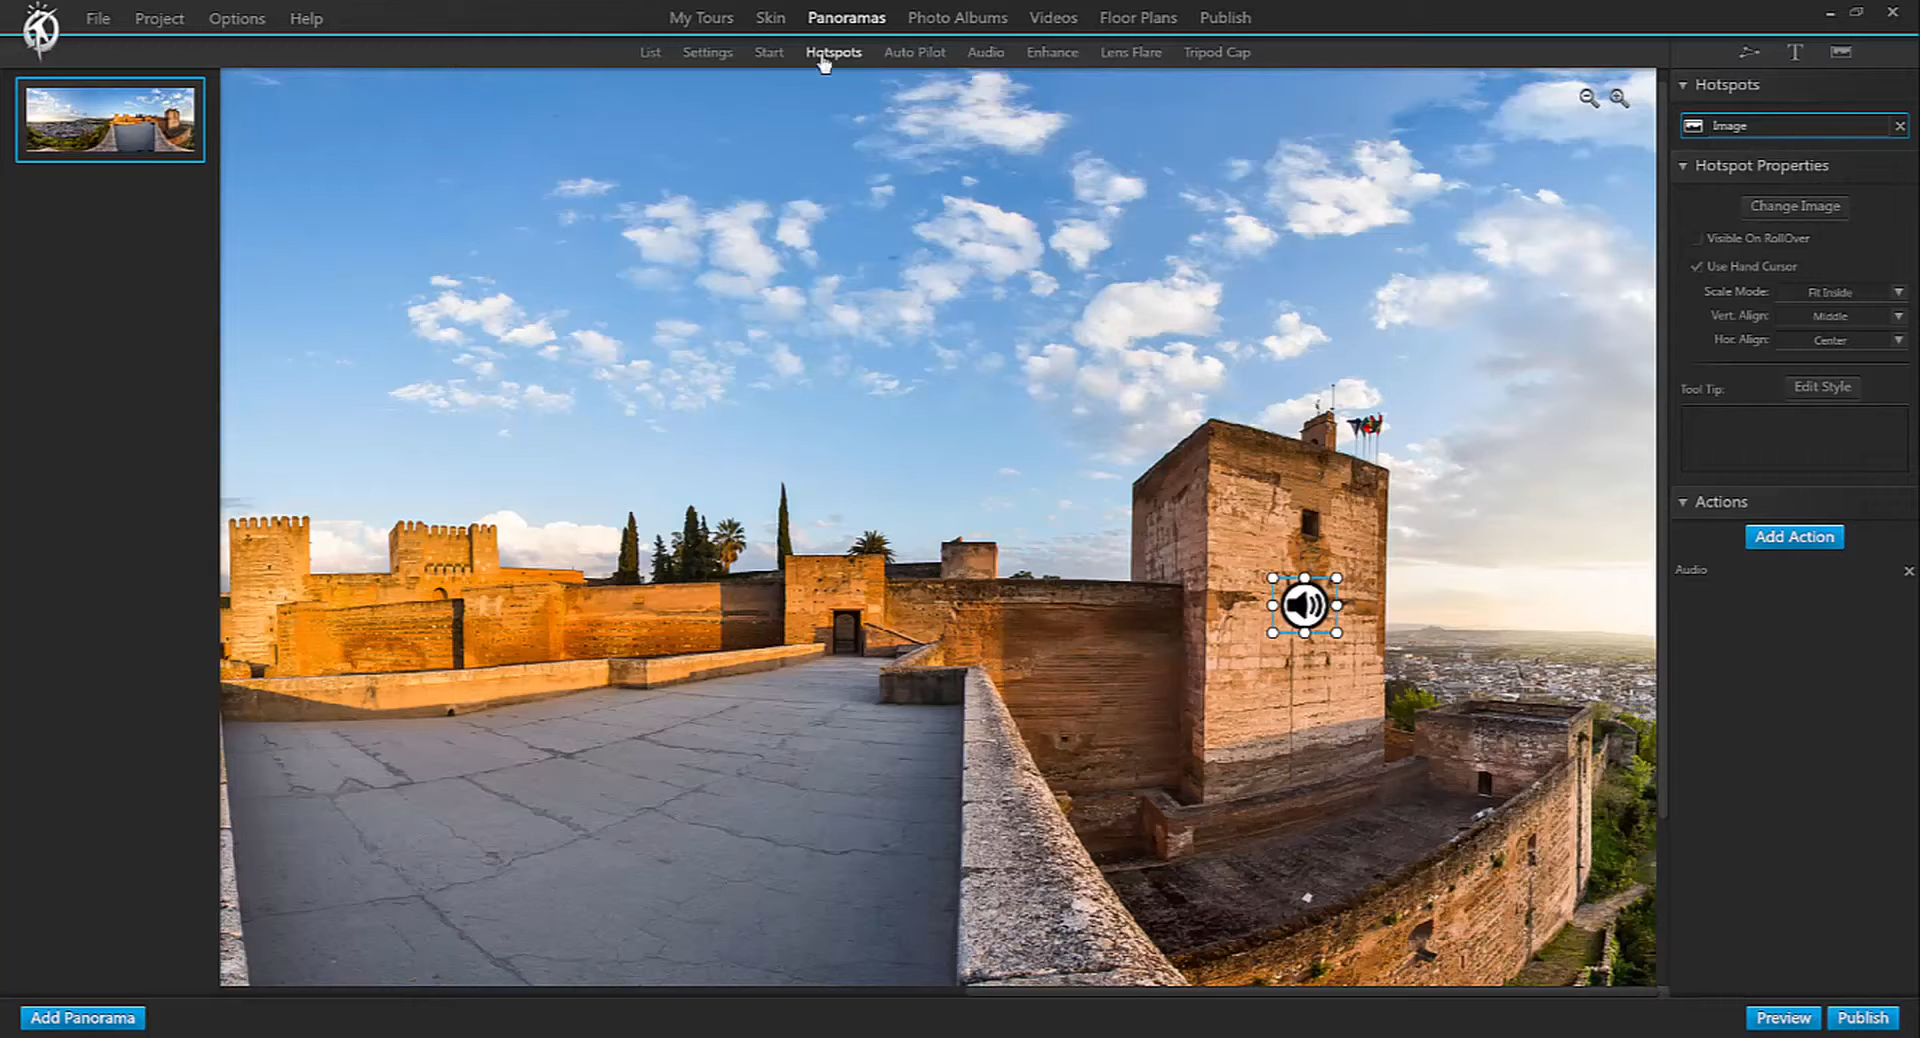 File Project Options Help My Tours Skin Panoramas Photo Albums Videos Floor Plans Publish
List Settings Start Hotspots Auto Pilot Audio Enhance Lens Flare Tripod Cap T
Hotspots
Image
Hotspot Properties
Change Image
Visible On RollOver
Use Hand Cursor
Scale Mode: Fit Inside
Vert. Align: Middle
Hor. Align: Center
Tool Tip: Edit Style
Actions
Add Action
Audio
Add Panorama Preview Publish